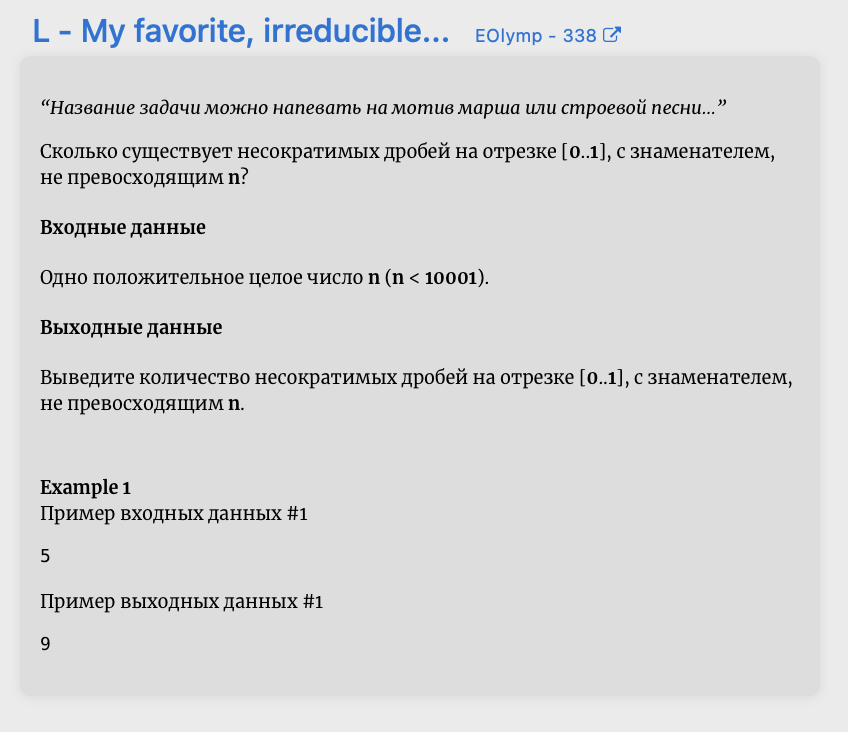 L - My favorite, irreducible... EOlymp - 338
“Название задачи можно напевать на мотив марша или строевой песни...”
Сколько существует несократимых дробей на отрезке [0..1], с знаменателем,
не превосходящим n?
Входные данные
Одно положительное целое число n (n < 10001).
Выходные данные
Выведите количество несократимых дробей на отрезке [0..1], с знаменателем,
не превосходящим n.
Example 1
Пример входных данных #1
5
Пример выходных данных #1
9